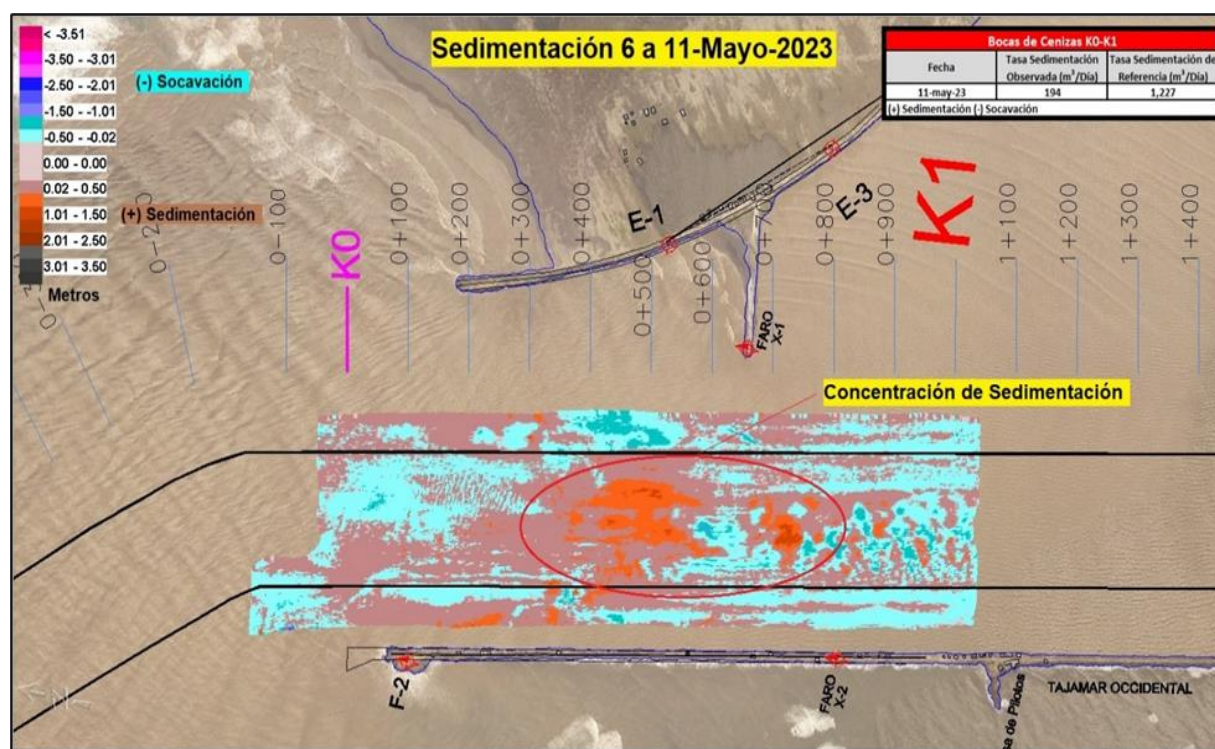 Sedimentación 6 a 11-Mayo-2023
< -3.51
-3.50 - -3.01
-2.50 - -2.01
-1.50 - -1.01
-0.50 - -0.02
0.00 - 0.00
0.02 - 0.50
1.01 - 1.50
2.01 - 2.50
3.01 - 3.50
Metros
(-) Socavación
(+) Sedimentación
Bocas de Cenizas K0-K1
Fecha
Tasa Sedimentación
Observada (m³/Día)
Tasa Sedimentación de
Referencia (m³/Día)
11-may-23
194
1,227
(+) Sedimentación (-) Socavación
0-200
0-100
K0
0+100
0+200
0+300
0+400
0+500
0+600
0+700
0+800
0+900
K1
1+100
1+200
1+300
1+400
E-1
E-3
FARO
X-1
Concentración de Sedimentación
F-2
FARO
X-2
de Pilotos
TAJAMAR OCCIDENTAL
N